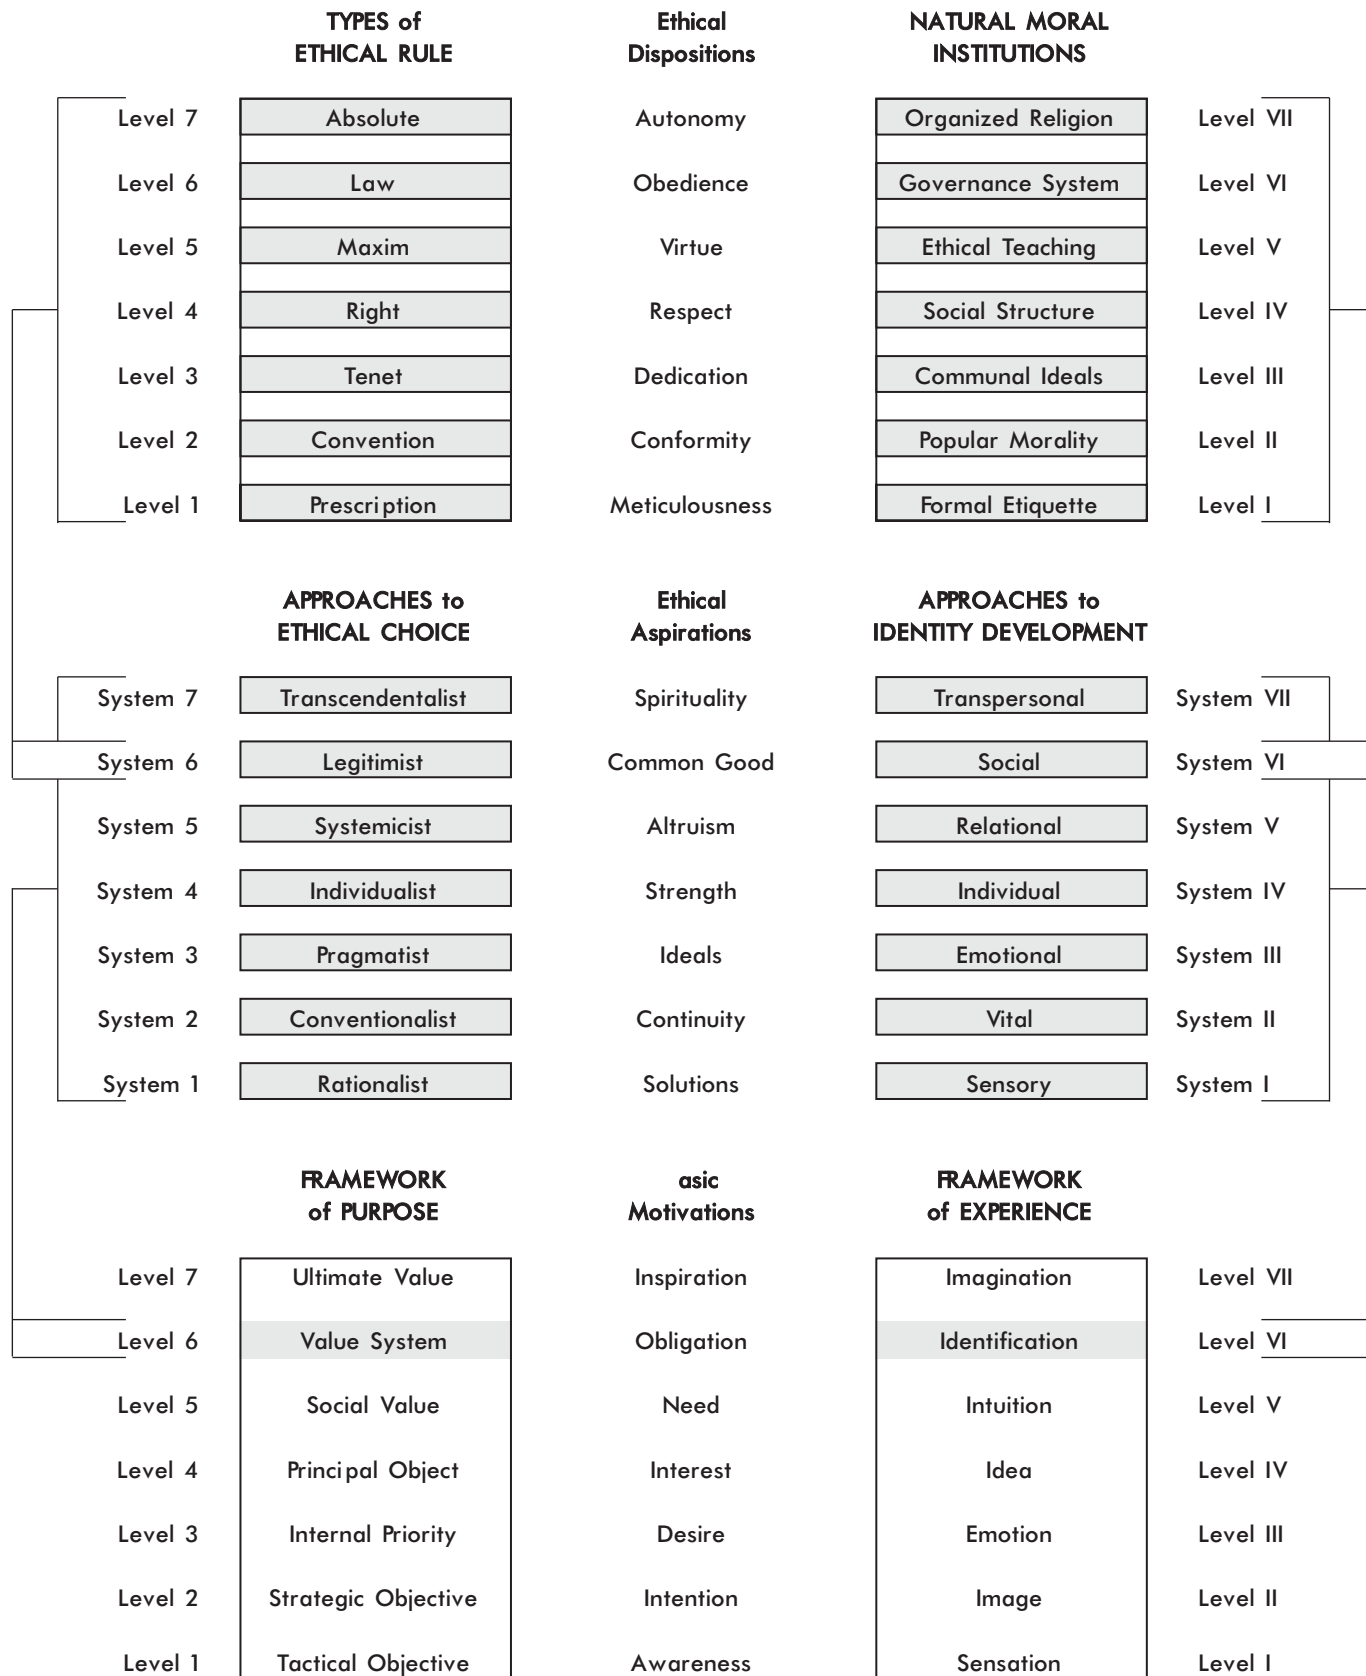 TYPES of Ethical NATURAL MORAL
ETHICAL RULE Dispositions INSTITUTIONS
Level 7 Absolute Autonomy Organized Religion Level VII
Level 6 Law Obedience Governance System Level VI
Level 5 Maxim Virtue Ethical Teaching Level V
Level 4 Right Respect Social Structure Level IV
Level 3 Tenet Dedication Communal Ideals Level III
Level 2 Convention Conformity Popular Morality Level II
Level 1 Prescription Meticulousness Formal Etiquette Level I
APPROACHES to Ethical APPROACHES to
ETHICAL CHOICE Aspirations IDENTITY DEVELOPMENT
System 7 Transcendentalist Spirituality Transpersonal System VII
System 6 Legitimist Common Good Social System VI
System 5 Systemicist Altruism Relational System V
System 4 Individualist Strength Individual System IV
System 3 Pragmatist Ideals Emotional System III
System 2 Conventionalist Continuity Vital System II
System 1 Rationalist Solutions Sensory System I
FRAMEWORK asic FRAMEWORK
of PURPOSE Motivations of EXPERIENCE
Level 7 Ultimate Value Inspiration Imagination Level VII
Level 6 Value System Obligation Identification Level VI
Level 5 Social Value Need Intuition Level V
Level 4 Principal Object Interest Idea Level IV
Level 3 Internal Priority Desire Emotion Level III
Level 2 Strategic Objective Intention Image Level II
Level 1 Tactical Objective Awareness Sensation Level I